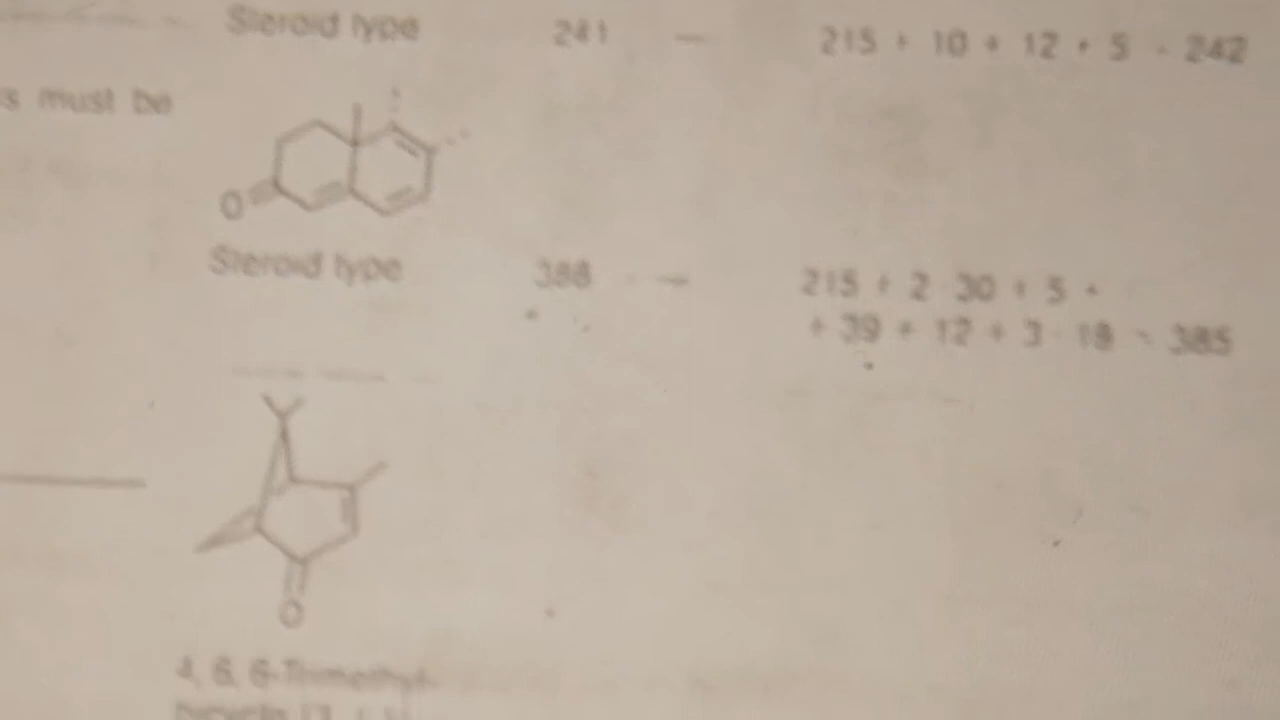 Steroid type 241 — 215 + 10 + 12 + 5 = 242
s must be
O
Steroid type 388 — 215 + 2 · 30 + 5 +
+ 39 + 12 + 3 · 18 = 385
O
4, 6, 6-Trimethyl-